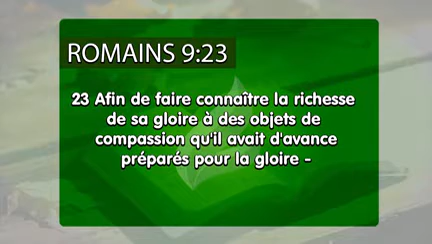 ROMAINS 9:23
23 Afin de faire connaître la richesse
de sa gloire à des objets de
compassion qu'il avait d'avance
préparés pour la gloire -